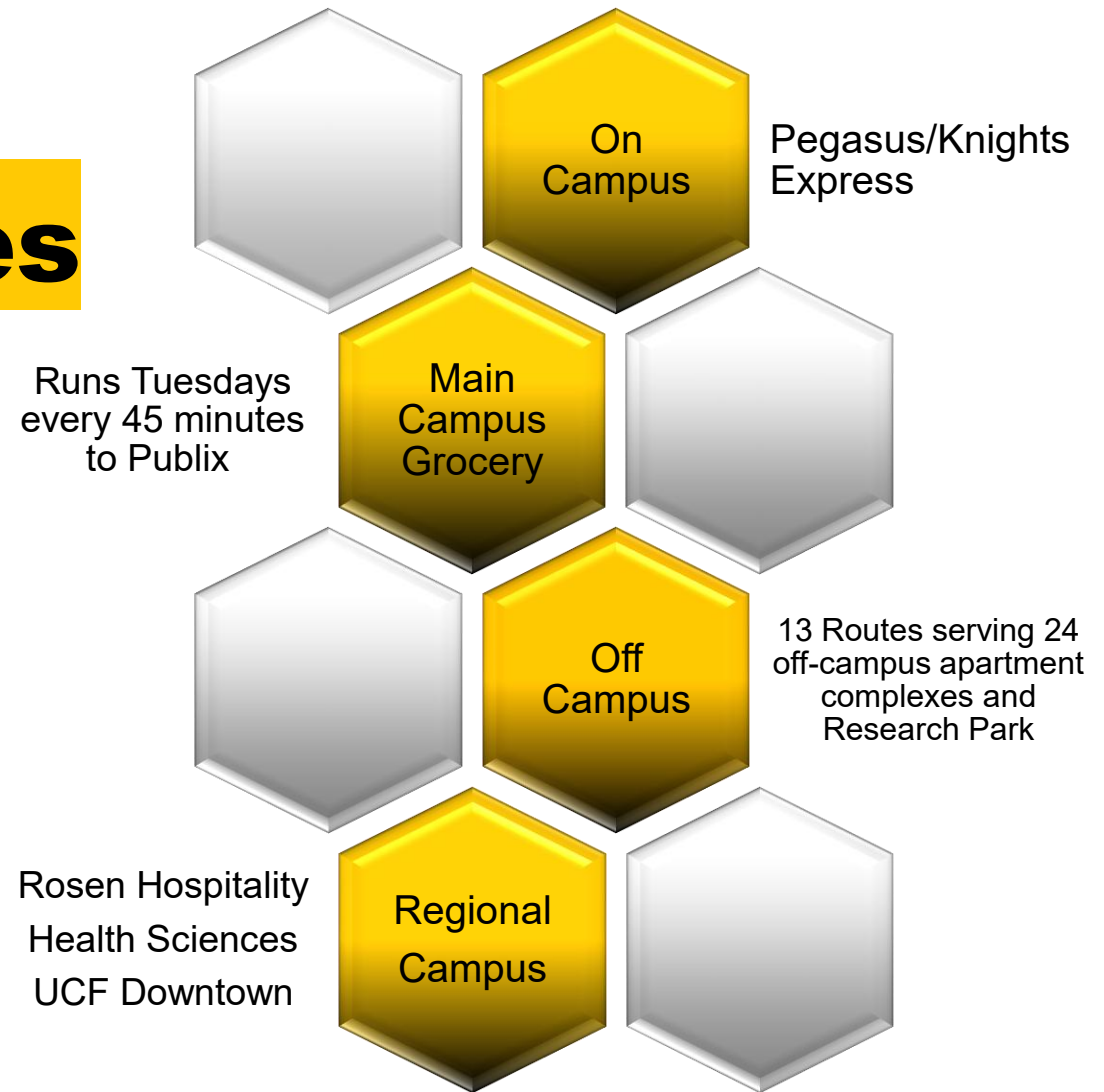 es
On
Campus
Pegasus/Knights
Express
Runs Tuesdays
every 45 minutes
to Publix
Main
Campus
Grocery
Off
Campus
13 Routes serving 24
off-campus apartment
complexes and
Research Park
Rosen Hospitality
Health Sciences
UCF Downtown
Regional
Campus